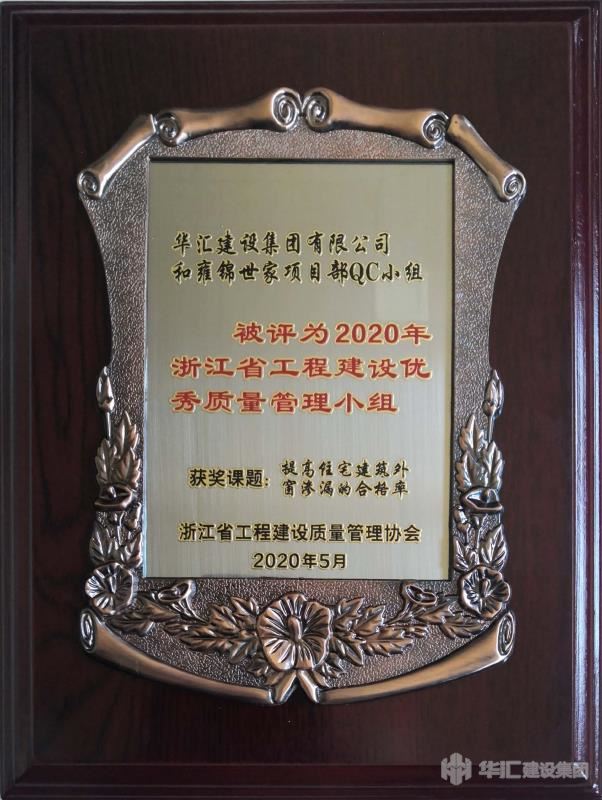 华汇建设集团有限公司
和雍锦世家项目部QC小组
被评为2020年
浙江省工程建设优
秀质量管理小组
获奖课题：提高住宅建筑外
窗渗漏的合格率
浙江省工程建设质量管理协会
2020年5月
华汇建设集团